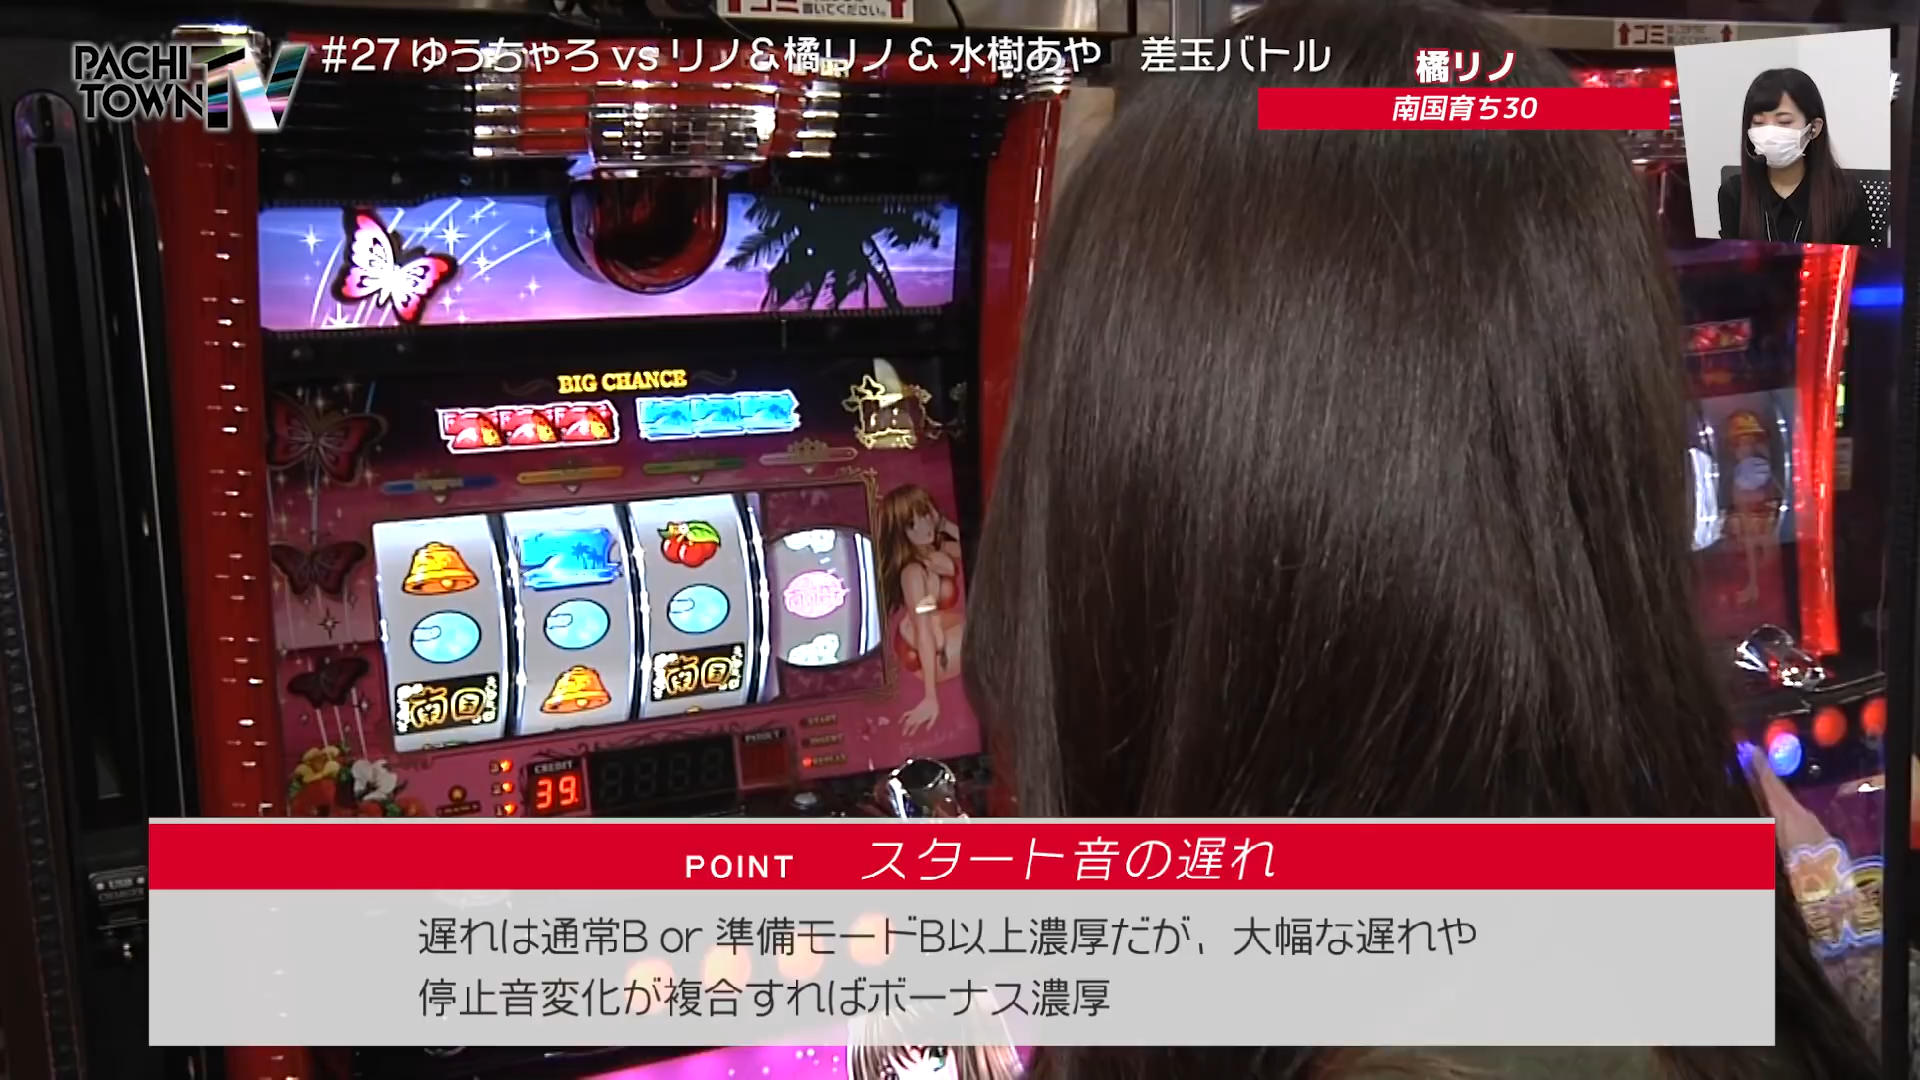 PACHI
TOWN TV
#27 ゆうちゃろ vs リノ&橘リノ & 水樹あや 差玉バトル
橘リノ
南国育ち30
BIG CHANCE
南国
南国
CREDIT
39
START
INSERT
REPLAY
POINT スタート音の遅れ
遅れは通常B or 準備モードB以上濃厚だが、大幅な遅れや
停止音変化が複合すればボーナス濃厚